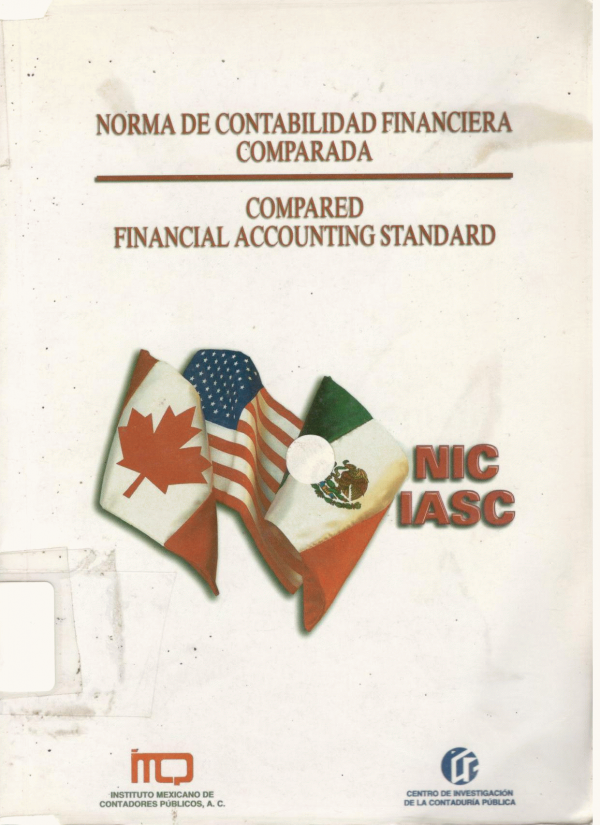 NORMA DE CONTABILIDAD FINANCIERA
COMPARADA
COMPARED
FINANCIAL ACCOUNTING STANDARD
NIC
IASC
INSTITUTO MEXICANO DE
CONTADORES PÚBLICOS, A. C.
CENTRO DE INVESTIGACIÓN
DE LA CONTADURÍA PÚBLICA